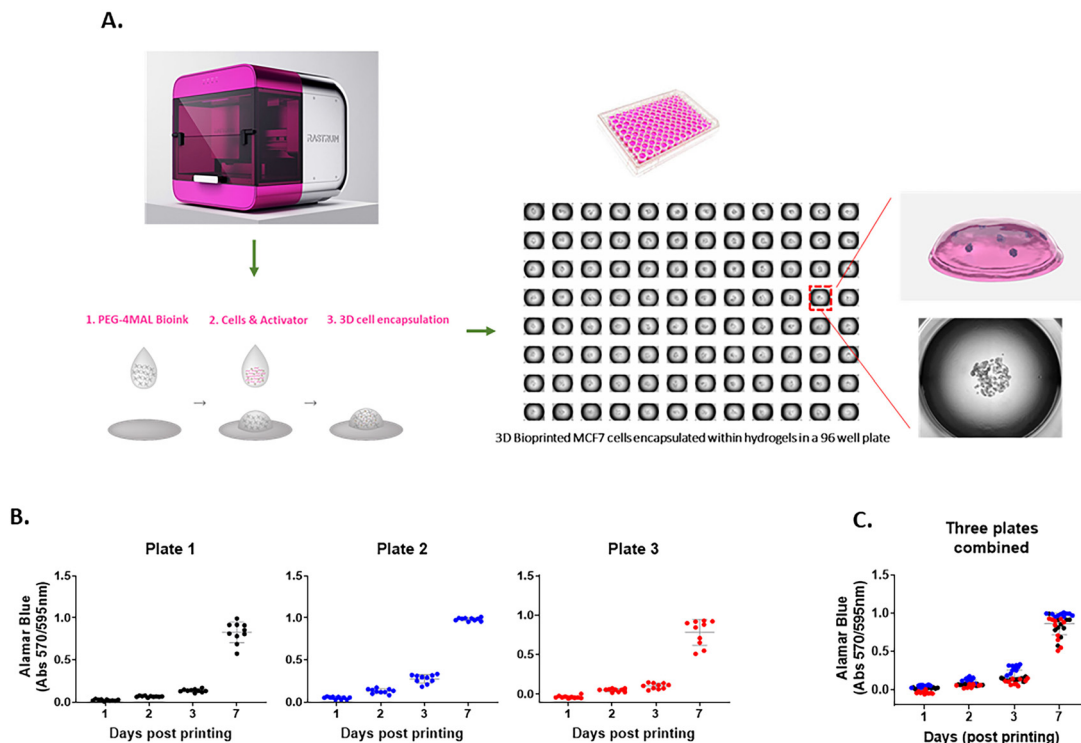 A.
RASTRUM
1. PEG-4MAL Bioink
2. Cells & Activator
3. 3D cell encapsulation
3D Bioprinted MCF7 cells encapsulated within hydrogels in a 96 well plate
B.
Plate 1
Alamar Blue
(Abs 570/595nm)
1.5
1.0
0.5
0.0
1 2 3 7
Days post printing
Plate 2
1.5
1.0
0.5
0.0
1 2 3 7
Days post printing
Plate 3
1.5
1.0
0.5
0.0
1 2 3 7
Days post printing
C.
Three plates
combined
Alamar Blue
(Abs 570/595nm)
1.5
1.0
0.5
0.0
1 2 3 7
Days (post printing)